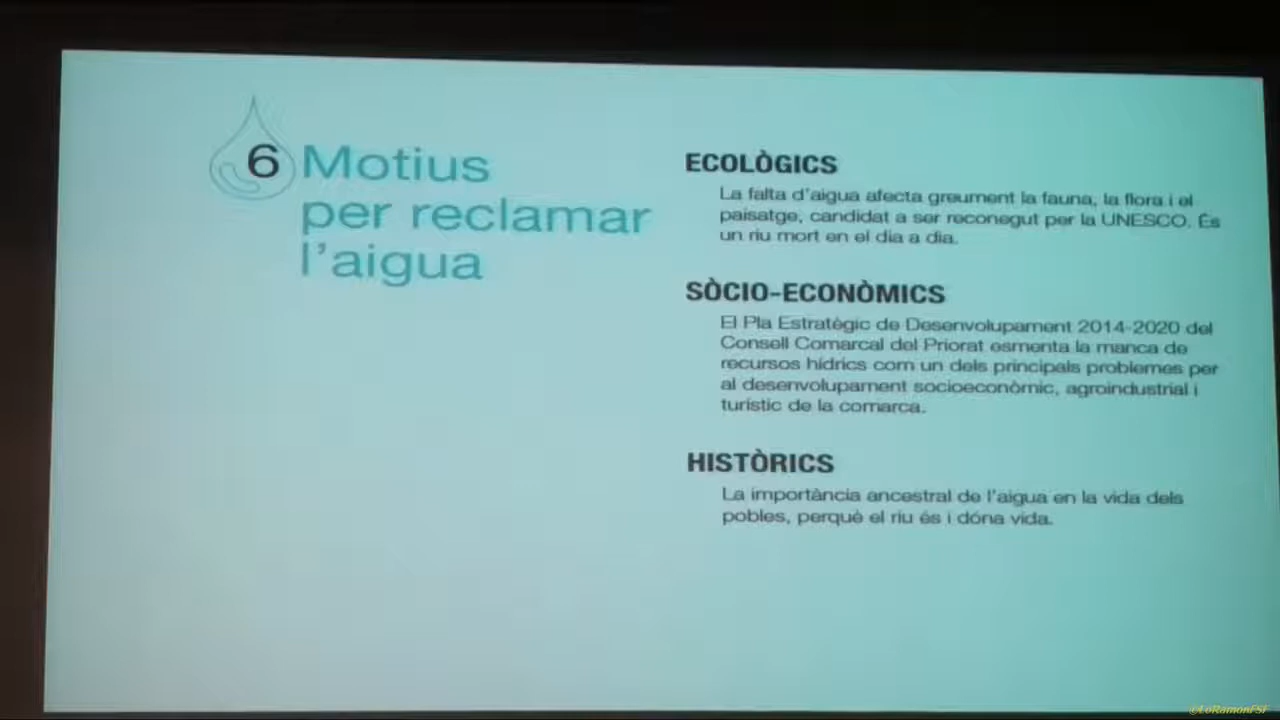 6 Motius
per reclamar
l'aigua
ECOLÒGICS
La falta d'aigua afecta greument la fauna, la flora i el
paisatge, candidat a ser reconegut per la UNESCO. És
un riu mort en el dia a dia.
SÒCIO-ECONÒMICS
El Pla Estratègic de Desenvolupament 2014-2020 del
Consell Comarcal del Priorat esmenta la manca de
recursos hídrics com un dels principals problemes per
al desenvolupament socioeconòmic, agroindustrial i
turístic de la comarca.
HISTÒRICS
La importància ancestral de l'aigua en la vida dels
pobles, perquè el riu és i dóna vida.
©LoRamonFSF